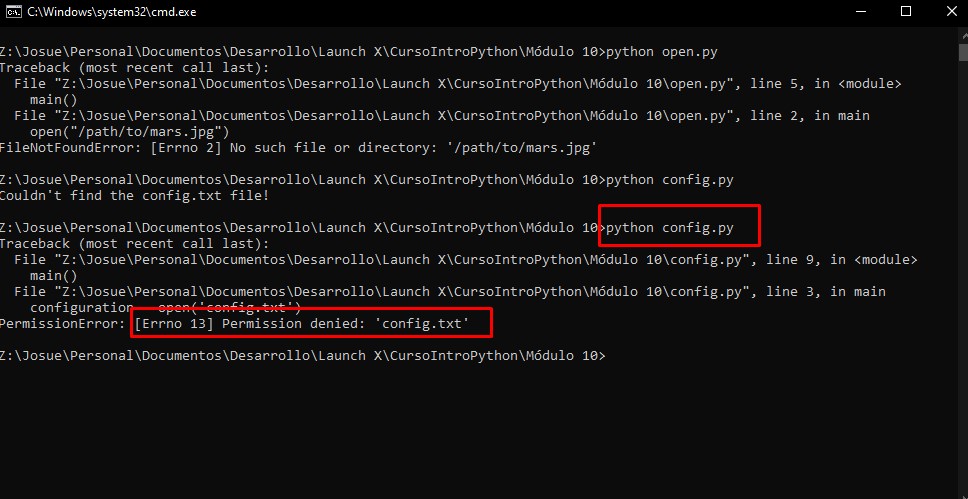 C:\Windows\system32\cmd.exe
Z:\Josue\Personal\Documentos\Desarrollo\Launch X\CursoIntroPython\Módulo 10>python open.py
Traceback (most recent call last):
  File "Z:\Josue\Personal\Documentos\Desarrollo\Launch X\CursoIntroPython\Módulo 10\open.py", line 5, in <module>
    main()
  File "Z:\Josue\Personal\Documentos\Desarrollo\Launch X\CursoIntroPython\Módulo 10\open.py", line 2, in main
    open("/path/to/mars.jpg")
FileNotFoundError: [Errno 2] No such file or directory: '/path/to/mars.jpg'
Z:\Josue\Personal\Documentos\Desarrollo\Launch X\CursoIntroPython\Módulo 10>python config.py
Couldn't find the config.txt file!
Z:\Josue\Personal\Documentos\Desarrollo\Launch X\CursoIntroPython\Módulo 10>python config.py
Traceback (most recent call last):
  File "Z:\Josue\Personal\Documentos\Desarrollo\Launch X\CursoIntroPython\Módulo 10\config.py", line 9, in <module>
    main()
  File "Z:\Josue\Personal\Documentos\Desarrollo\Launch X\CursoIntroPython\Módulo 10\config.py", line 3, in main
    configuration = open('config.txt')
PermissionError: [Errno 13] Permission denied: 'config.txt'
Z:\Josue\Personal\Documentos\Desarrollo\Launch X\CursoIntroPython\Módulo 10>